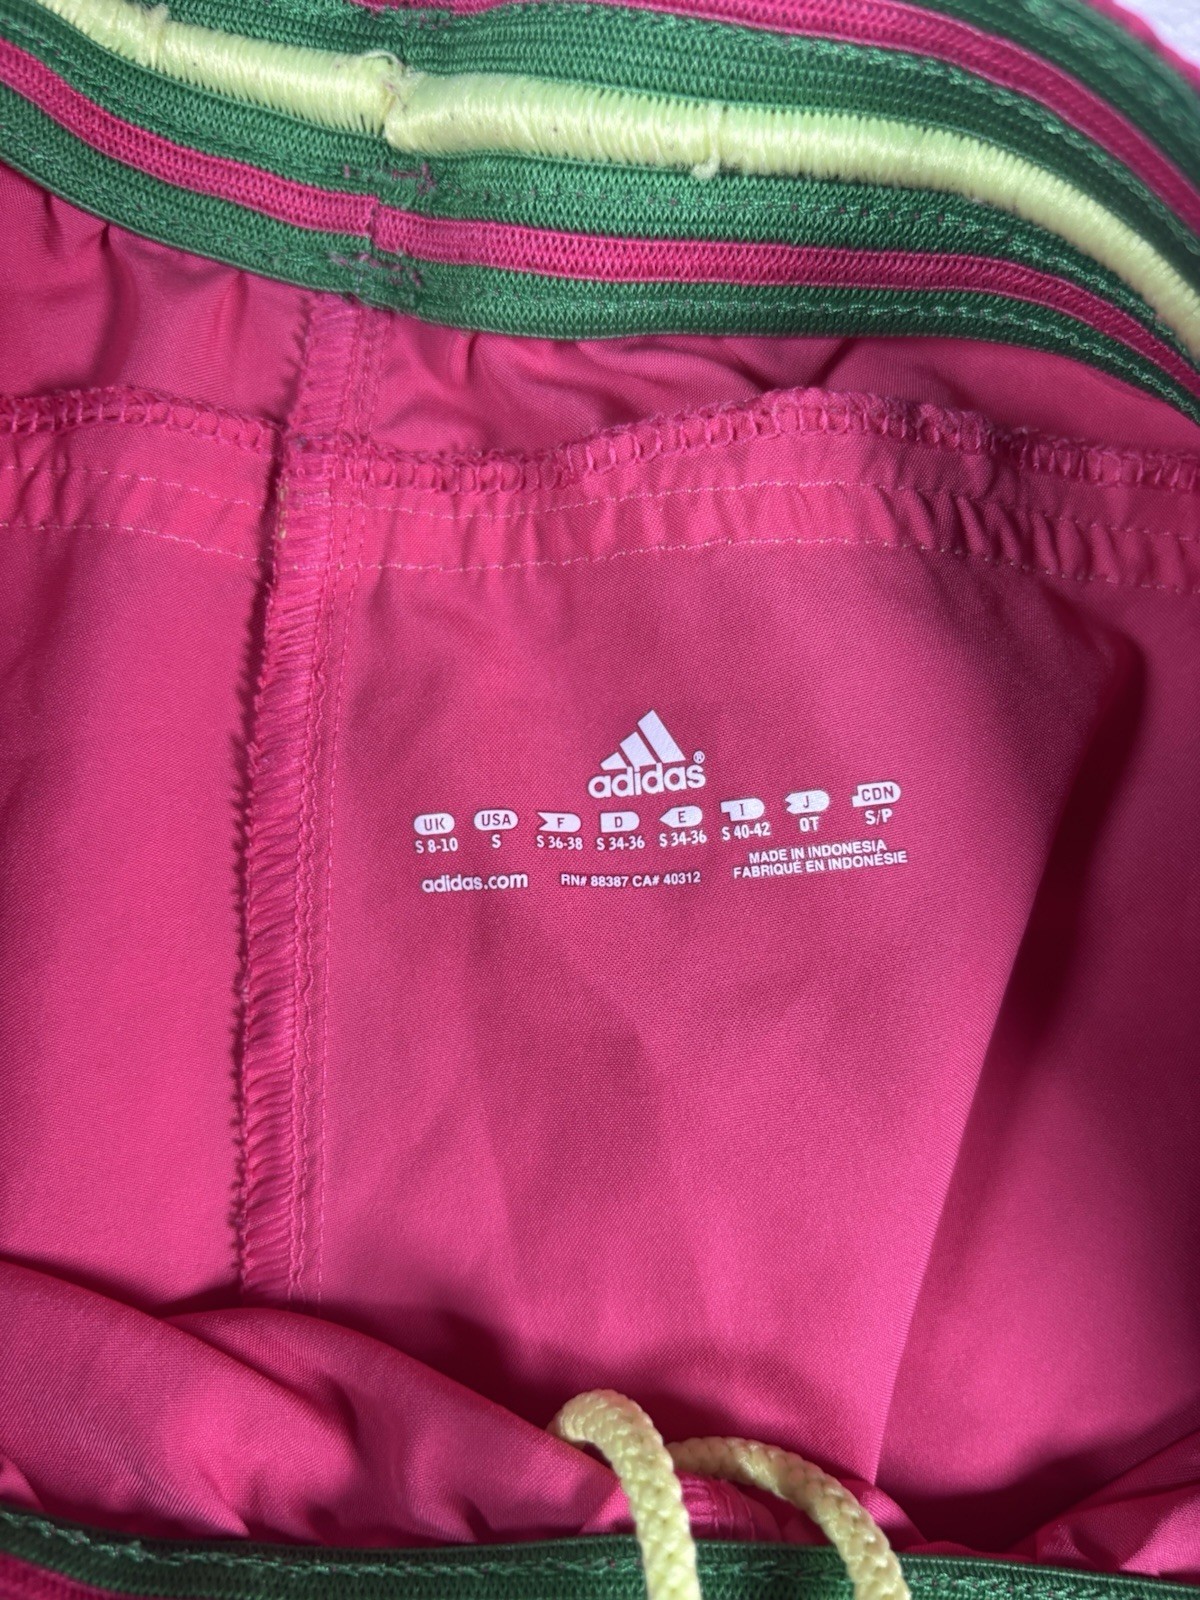 adidas®
UK USA F D E I J CDN
S 8-10 S S 36-38 S 34-36 S 34-36 S 40-42 OT S/P
adidas.com RN# 88387 CA# 40312 MADE IN INDONESIA
FABRIQUÉ EN INDONÉSIE